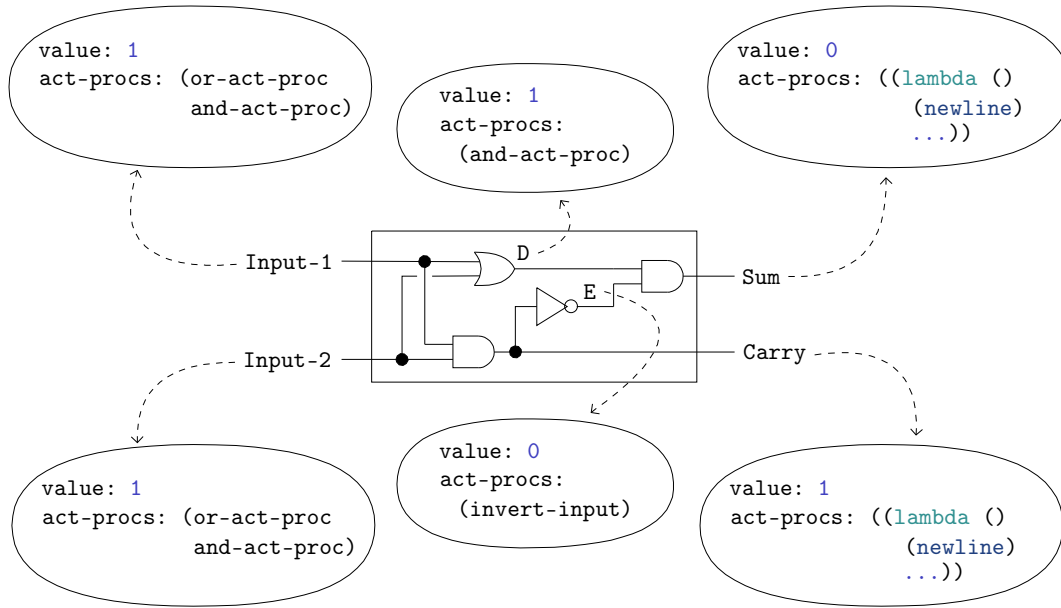 value: 1
act-procs: (or-act-proc
and-act-proc)
value: 1
act-procs:
(and-act-proc)
value: 0
act-procs: ((lambda ()
(newline)
...))
Input-1
D
Sum
E
Input-2
Carry
value: 1
act-procs: (or-act-proc
and-act-proc)
value: 0
act-procs:
(invert-input)
value: 1
act-procs: ((lambda ()
(newline)
...))